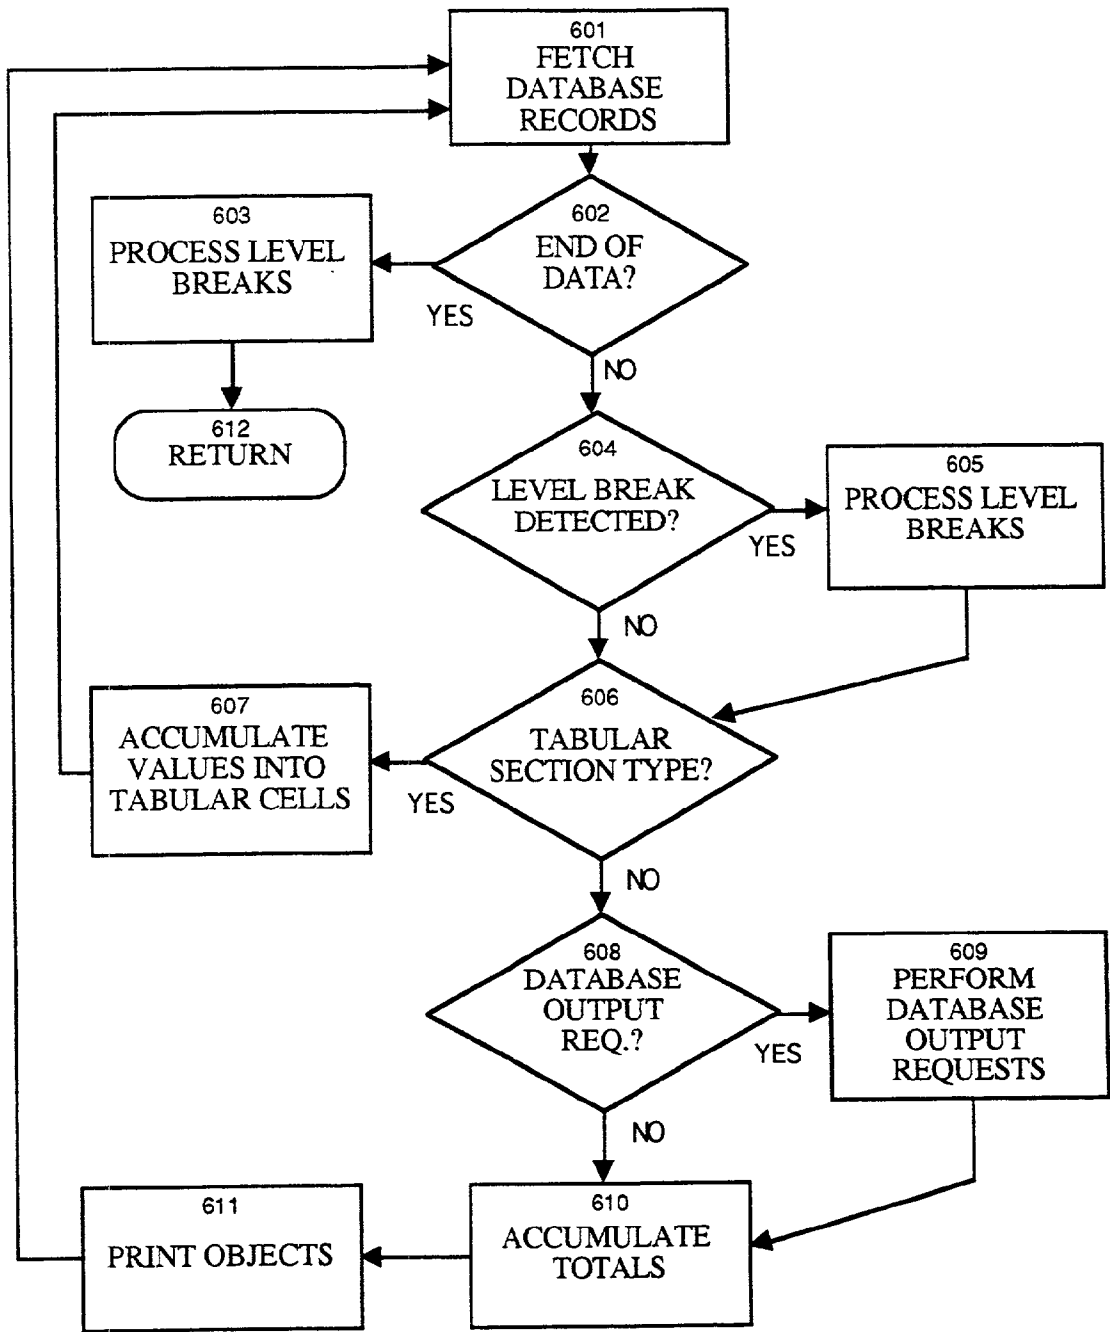 601
FETCH
DATABASE
RECORDS
602
END OF
DATA?
YES
NO
603
PROCESS LEVEL
BREAKS
612
RETURN
604
LEVEL BREAK
DETECTED?
YES
NO
605
PROCESS LEVEL
BREAKS
606
TABULAR
SECTION TYPE?
YES
NO
607
ACCUMULATE
VALUES INTO
TABULAR CELLS
608
DATABASE
OUTPUT
REQ.?
YES
NO
609
PERFORM
DATABASE
OUTPUT
REQUESTS
610
ACCUMULATE
TOTALS
611
PRINT OBJECTS